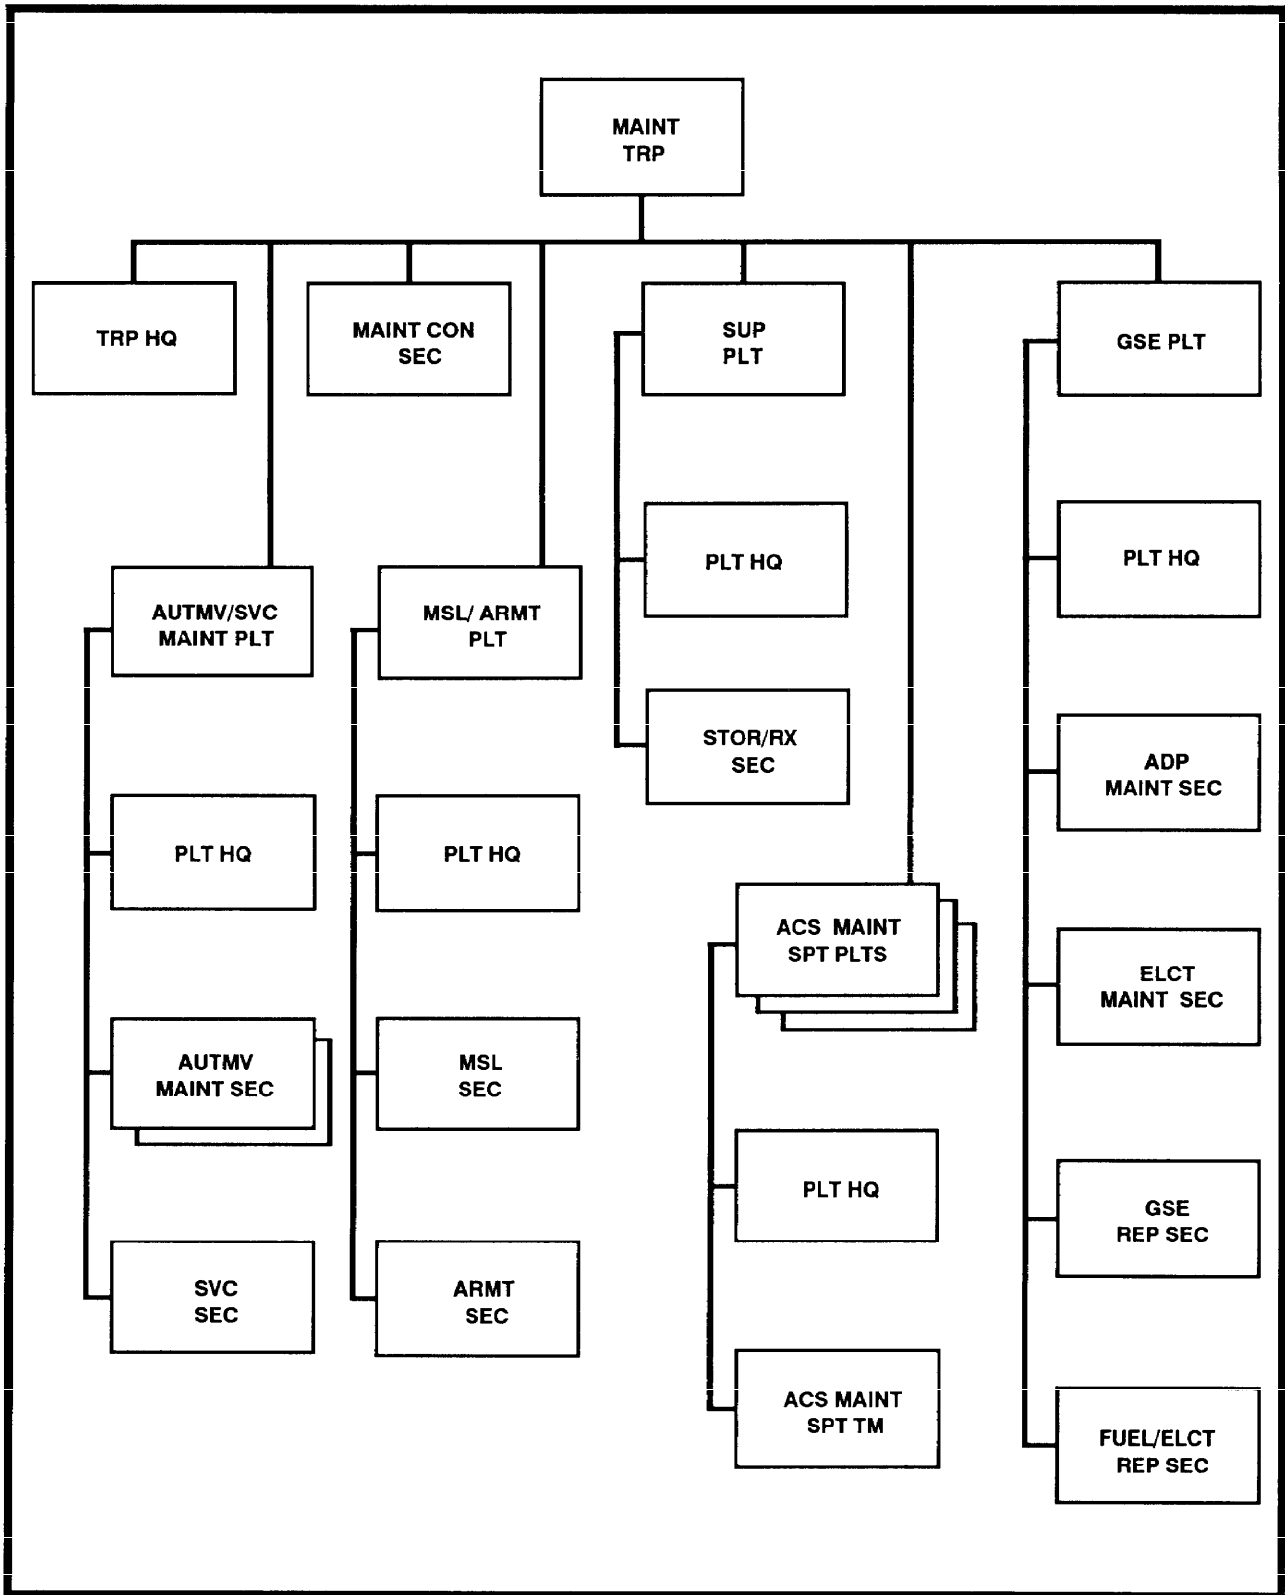 MAINT
TRP
TRP HQ
MAINT CON
SEC
SUP
PLT
GSE PLT
PLT HQ
PLT HQ
AUTMV/SVC
MAINT PLT
MSL/ ARMT
PLT
STOR/RX
SEC
ADP
MAINT SEC
PLT HQ
PLT HQ
ACS MAINT
SPT PLTS
ELCT
MAINT SEC
AUTMV
MAINT SEC
MSL
SEC
PLT HQ
GSE
REP SEC
SVC
SEC
ARMT
SEC
ACS MAINT
SPT TM
FUEL/ELCT
REP SEC